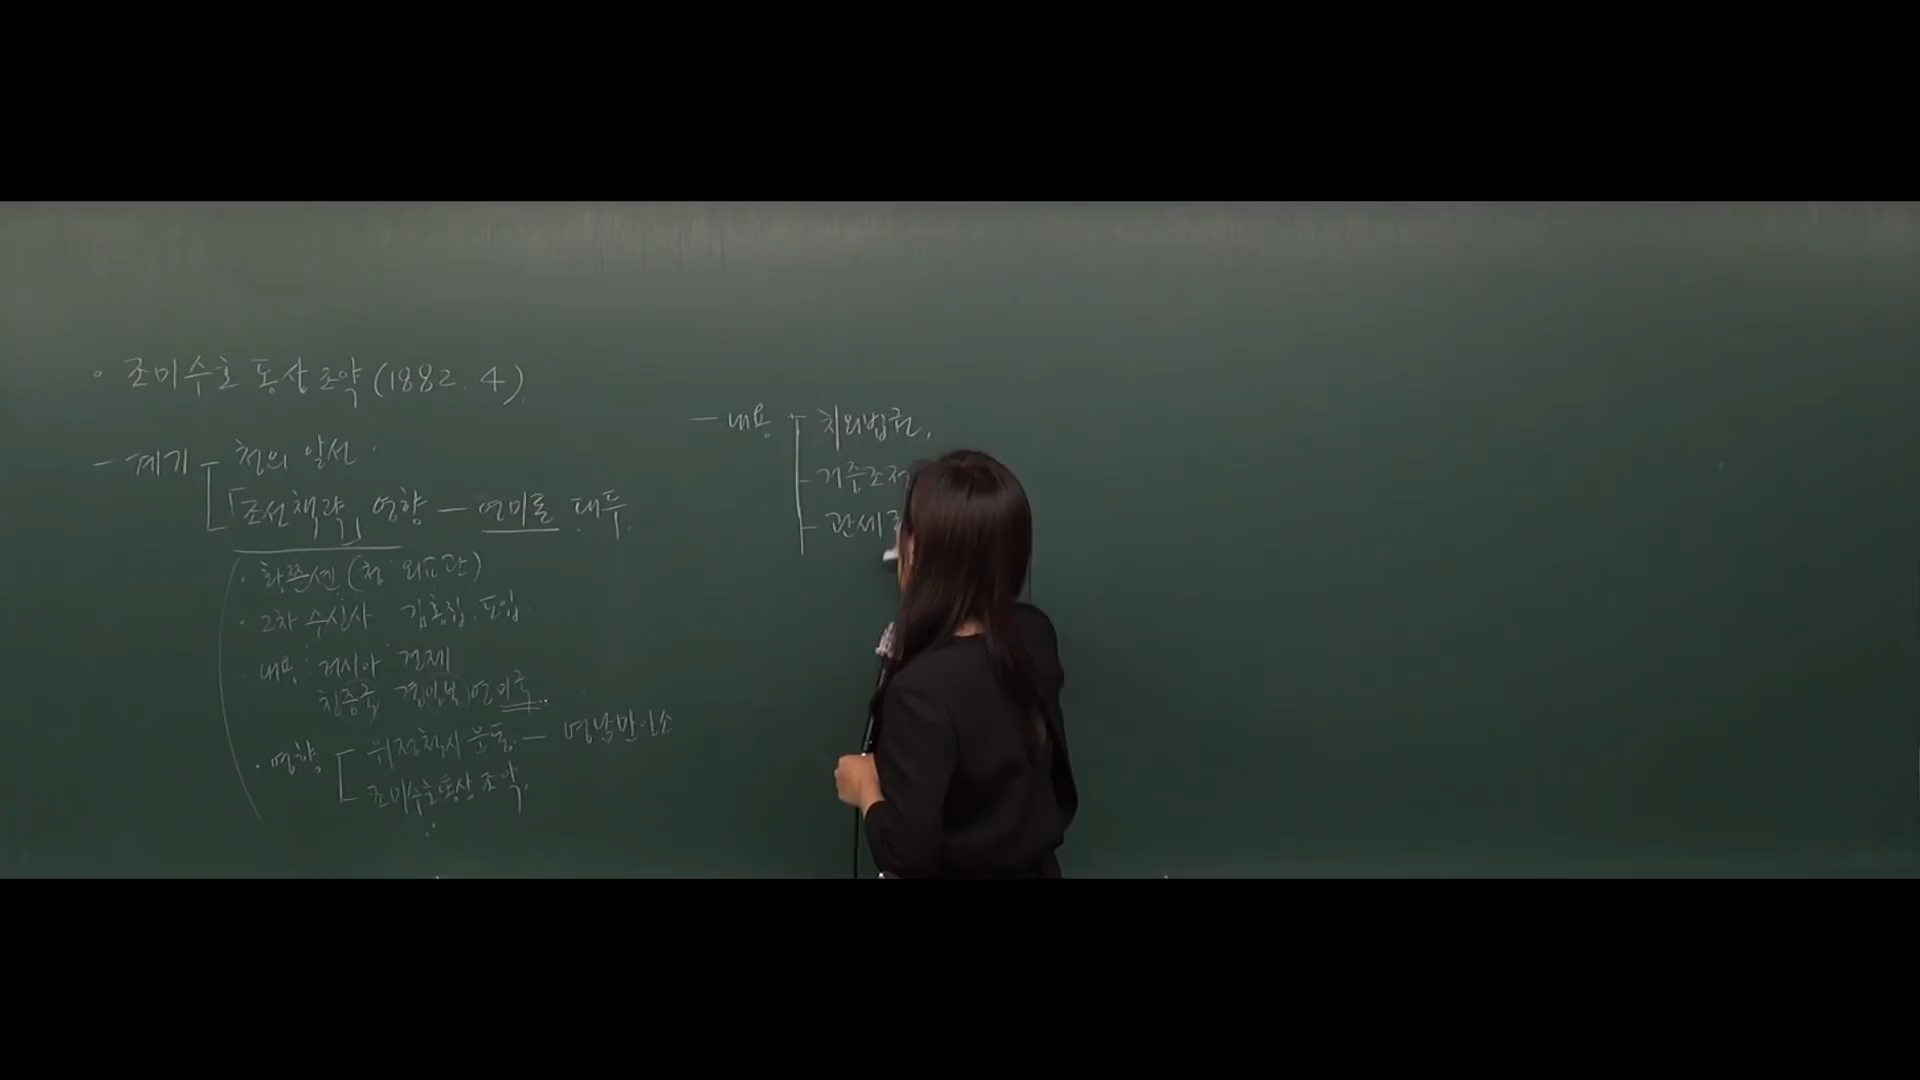 · 조미수호통상조약(1882. 4)
- 계기 - 청의 알선.
「조선책략」 영향 - 연미론 대두.
· 황쭌셴(청 외교관)
· 2차 수신사 김홍집. 도입
· 내용 : 러시아 견제
친중국 결일본 연미국..
· 영향 위정척사 운동. - 영남만인소
조미수호통상조약.
- 내용 - 치외법권,
- 거중조
- 관세